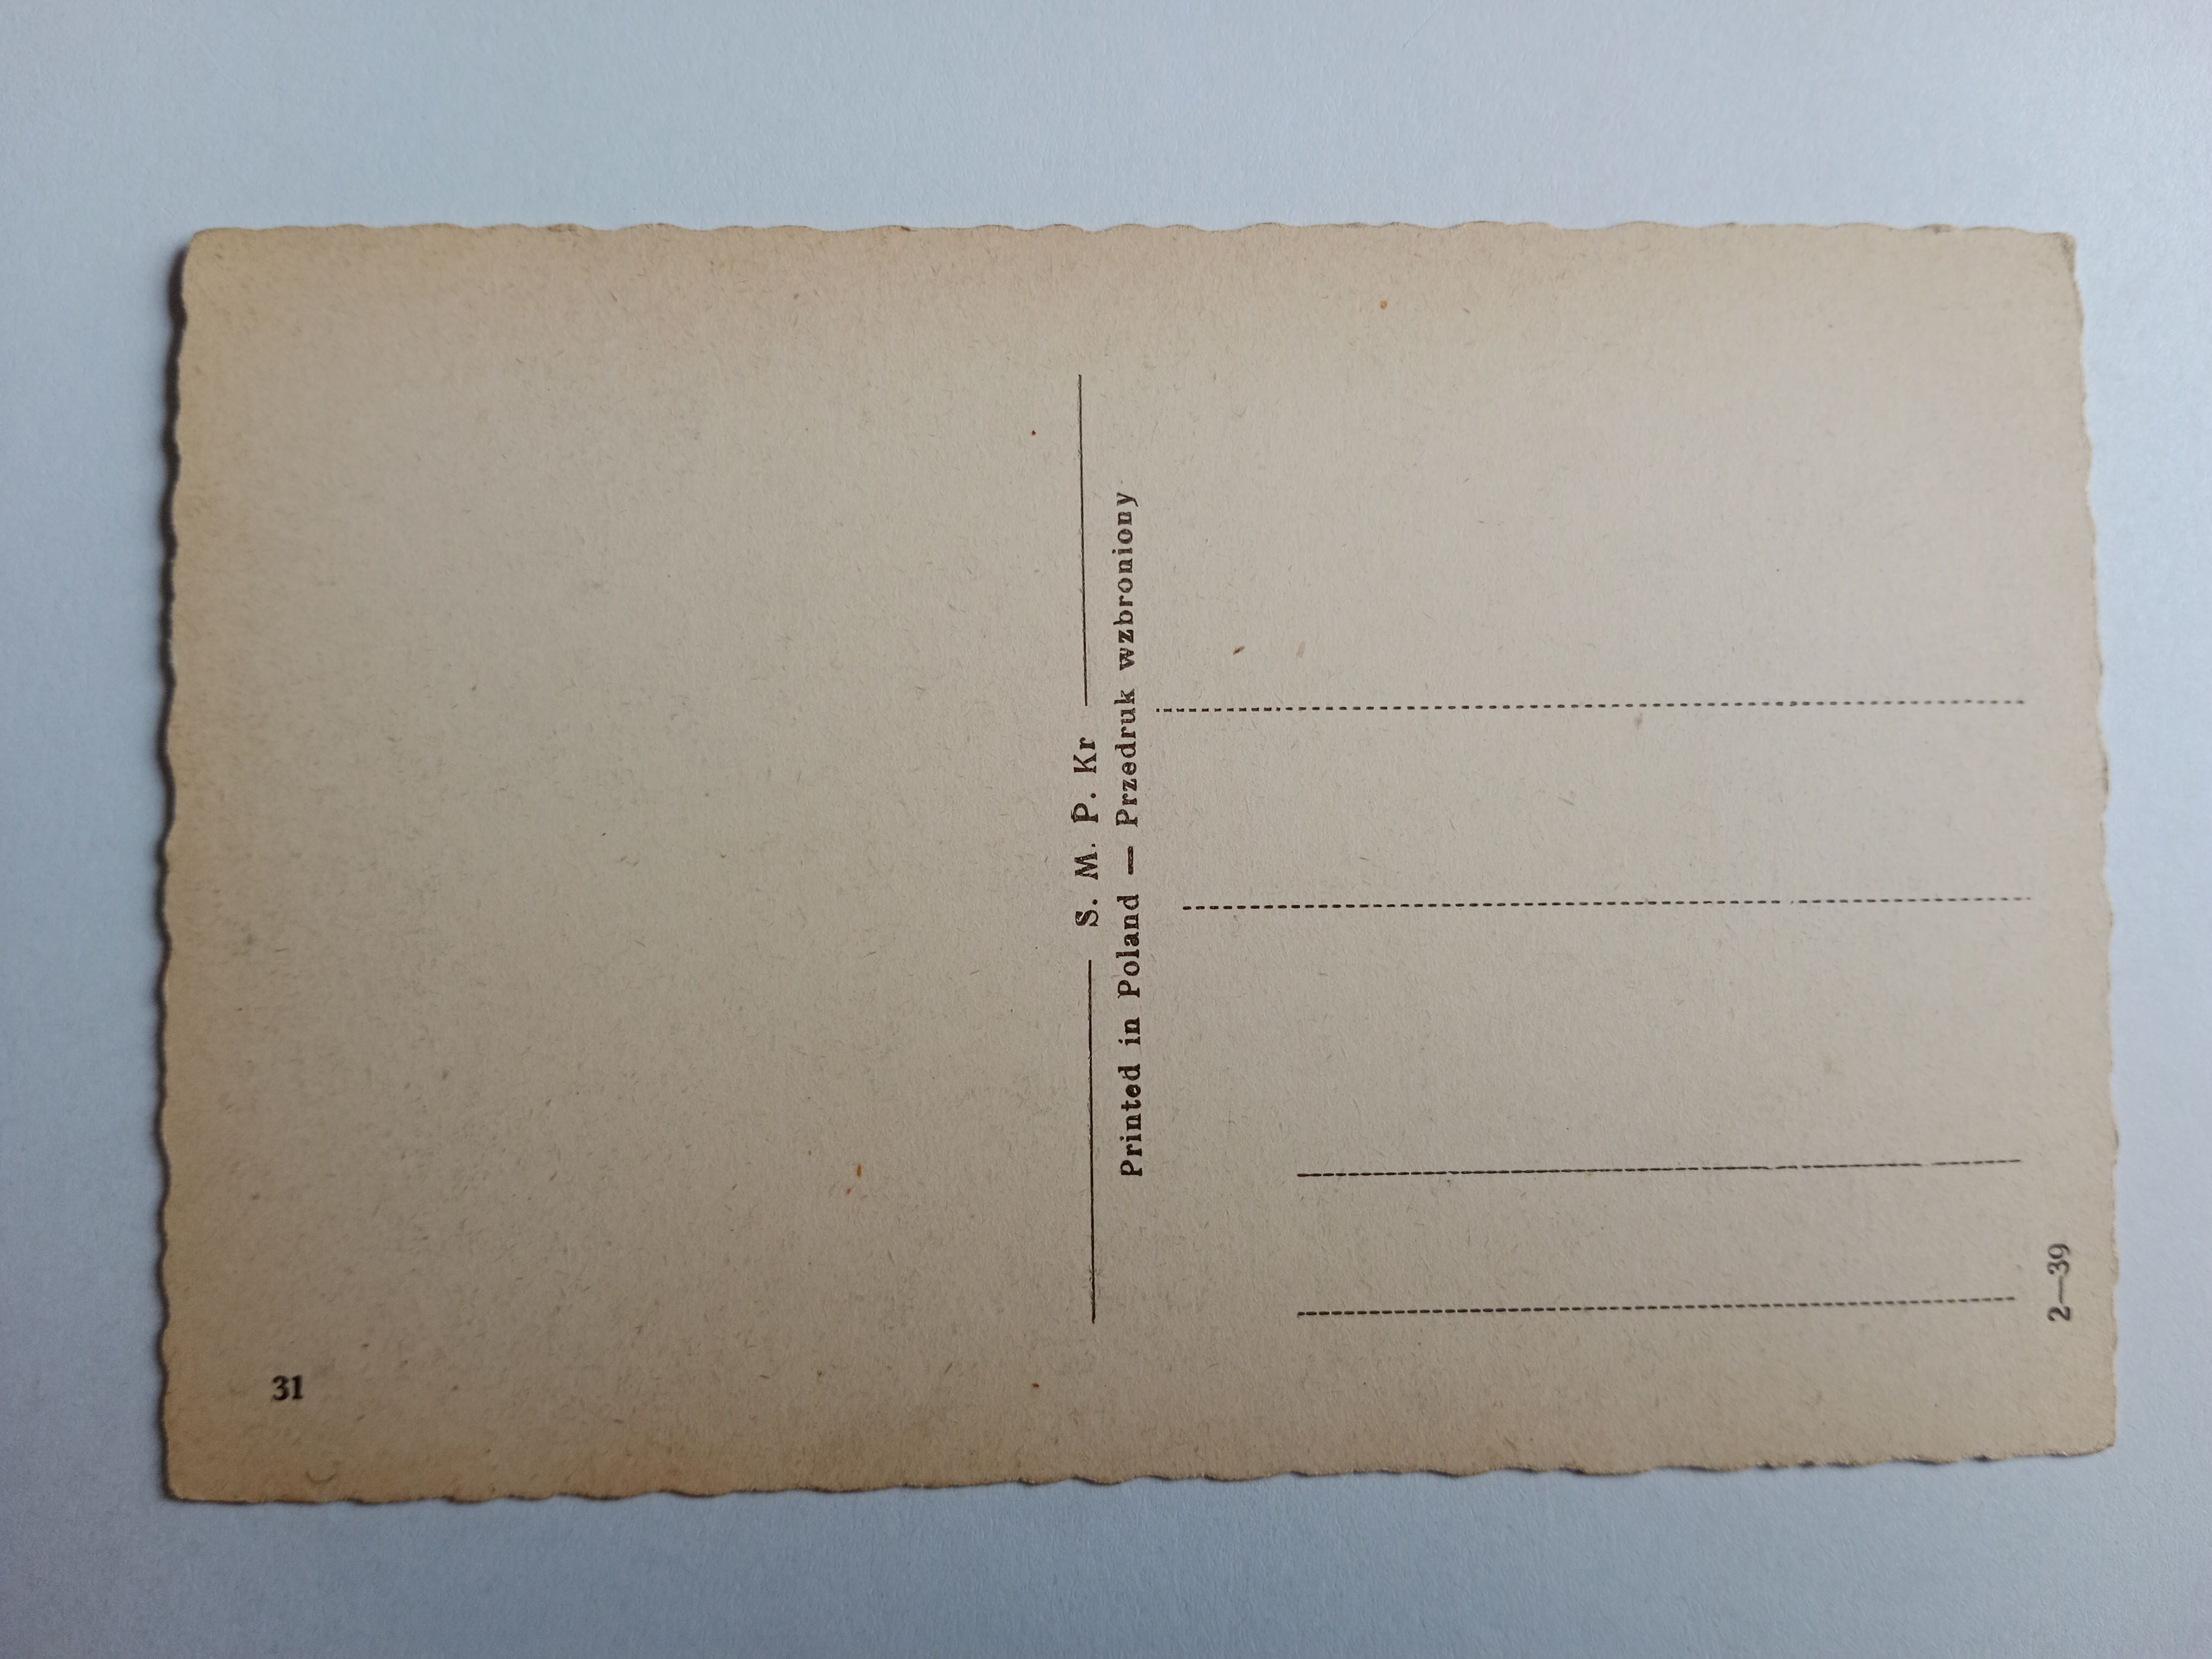 S. M. P. Kr
Printed in Poland — Przedruk wzbroniony
31
2—39